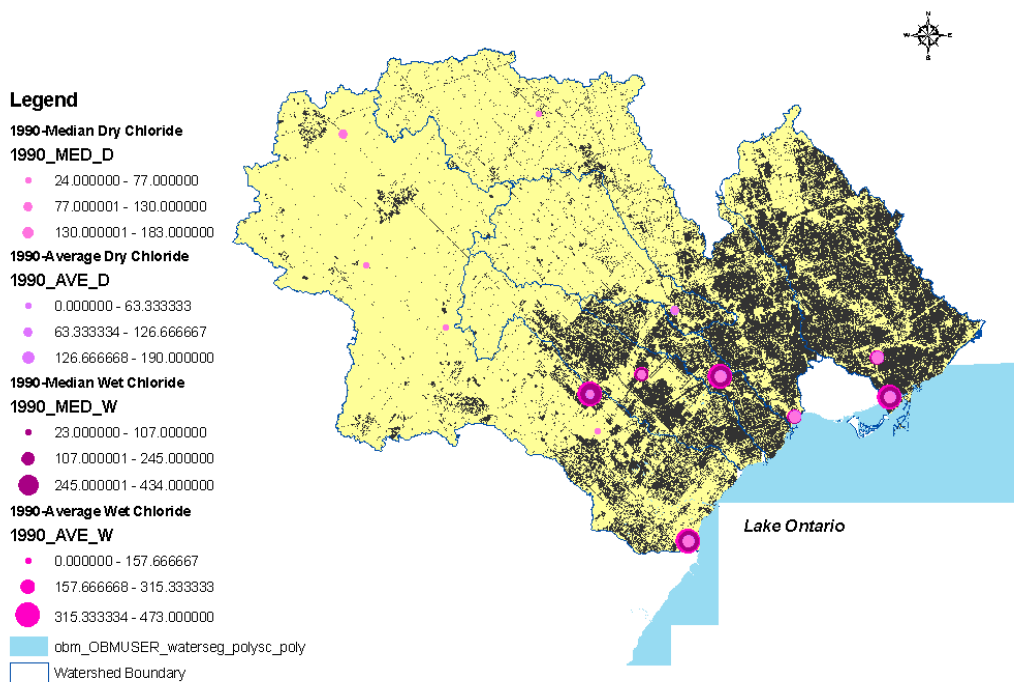 N
W E
S
Legend
1990-Median Dry Chloride
1990_MED_D
24.000000 - 77.000000
77.000001 - 130.000000
130.000001 - 183.000000
1990-Average Dry Chloride
1990_AVE_D
0.000000 - 63.333333
63.333334 - 126.666667
126.666668 - 190.000000
1990-Median Wet Chloride
1990_MED_W
23.000000 - 107.000000
107.000001 - 245.000000
245.000001 - 434.000000
1990-Average Wet Chloride
1990_AVE_W
0.000000 - 157.666667
157.666668 - 315.333333
315.333334 - 473.000000
obm_OBMUSER_waterseg_polysc_poly
Watershed Boundary
Lake Ontario